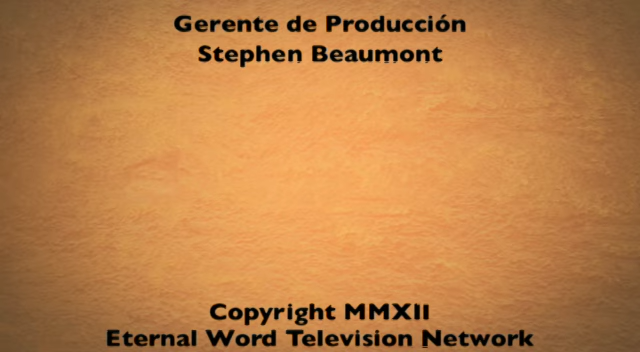 Gerente de Producción
Stephen Beaumont
Copyright MMXII
Eternal Word Television Network